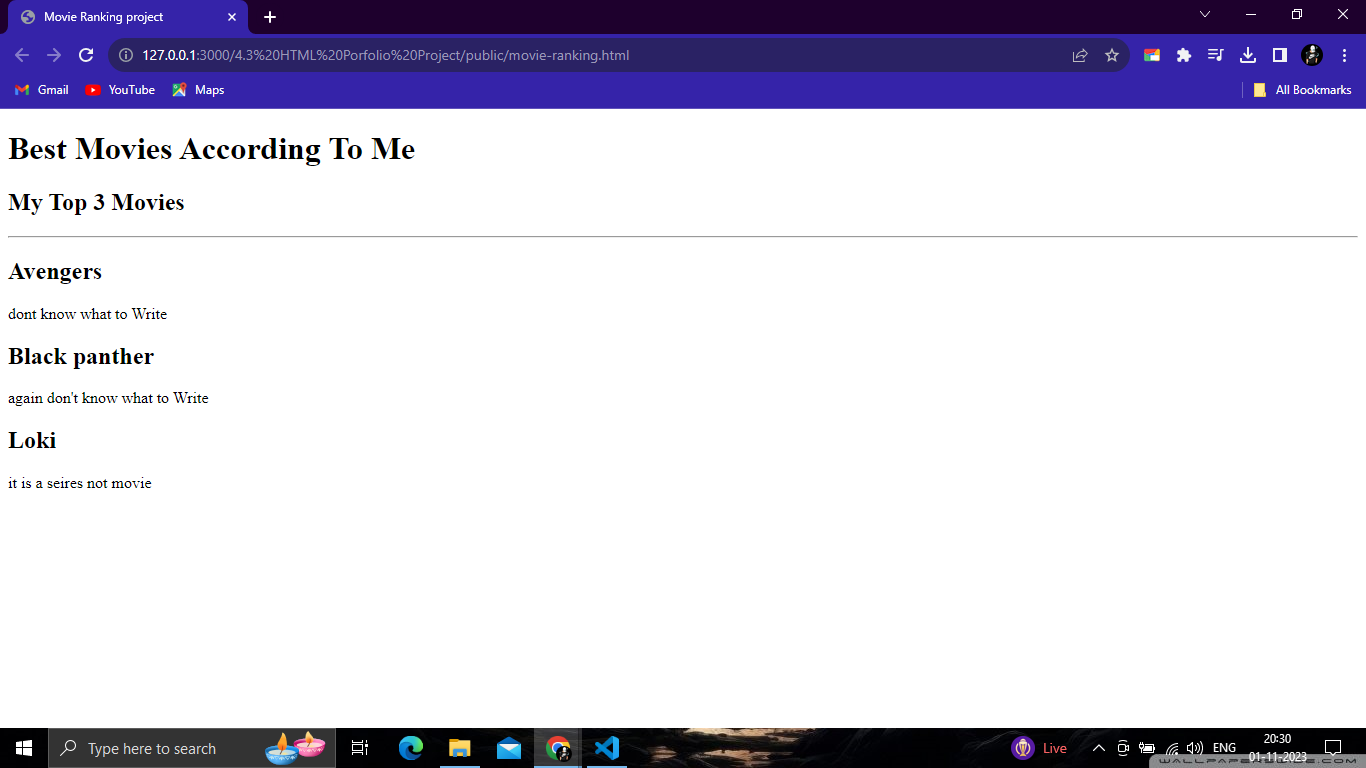 Movie Ranking project
127.0.0.1:3000/4.3%20HTML%20Porfolio%20Project/public/movie-ranking.html
Gmail YouTube Maps All Bookmarks
Best Movies According To Me
My Top 3 Movies
Avengers
dont know what to Write
Black panther
again don't know what to Write
Loki
it is a seires not movie
Type here to search
Live
ENG
20:30
01-11-2023